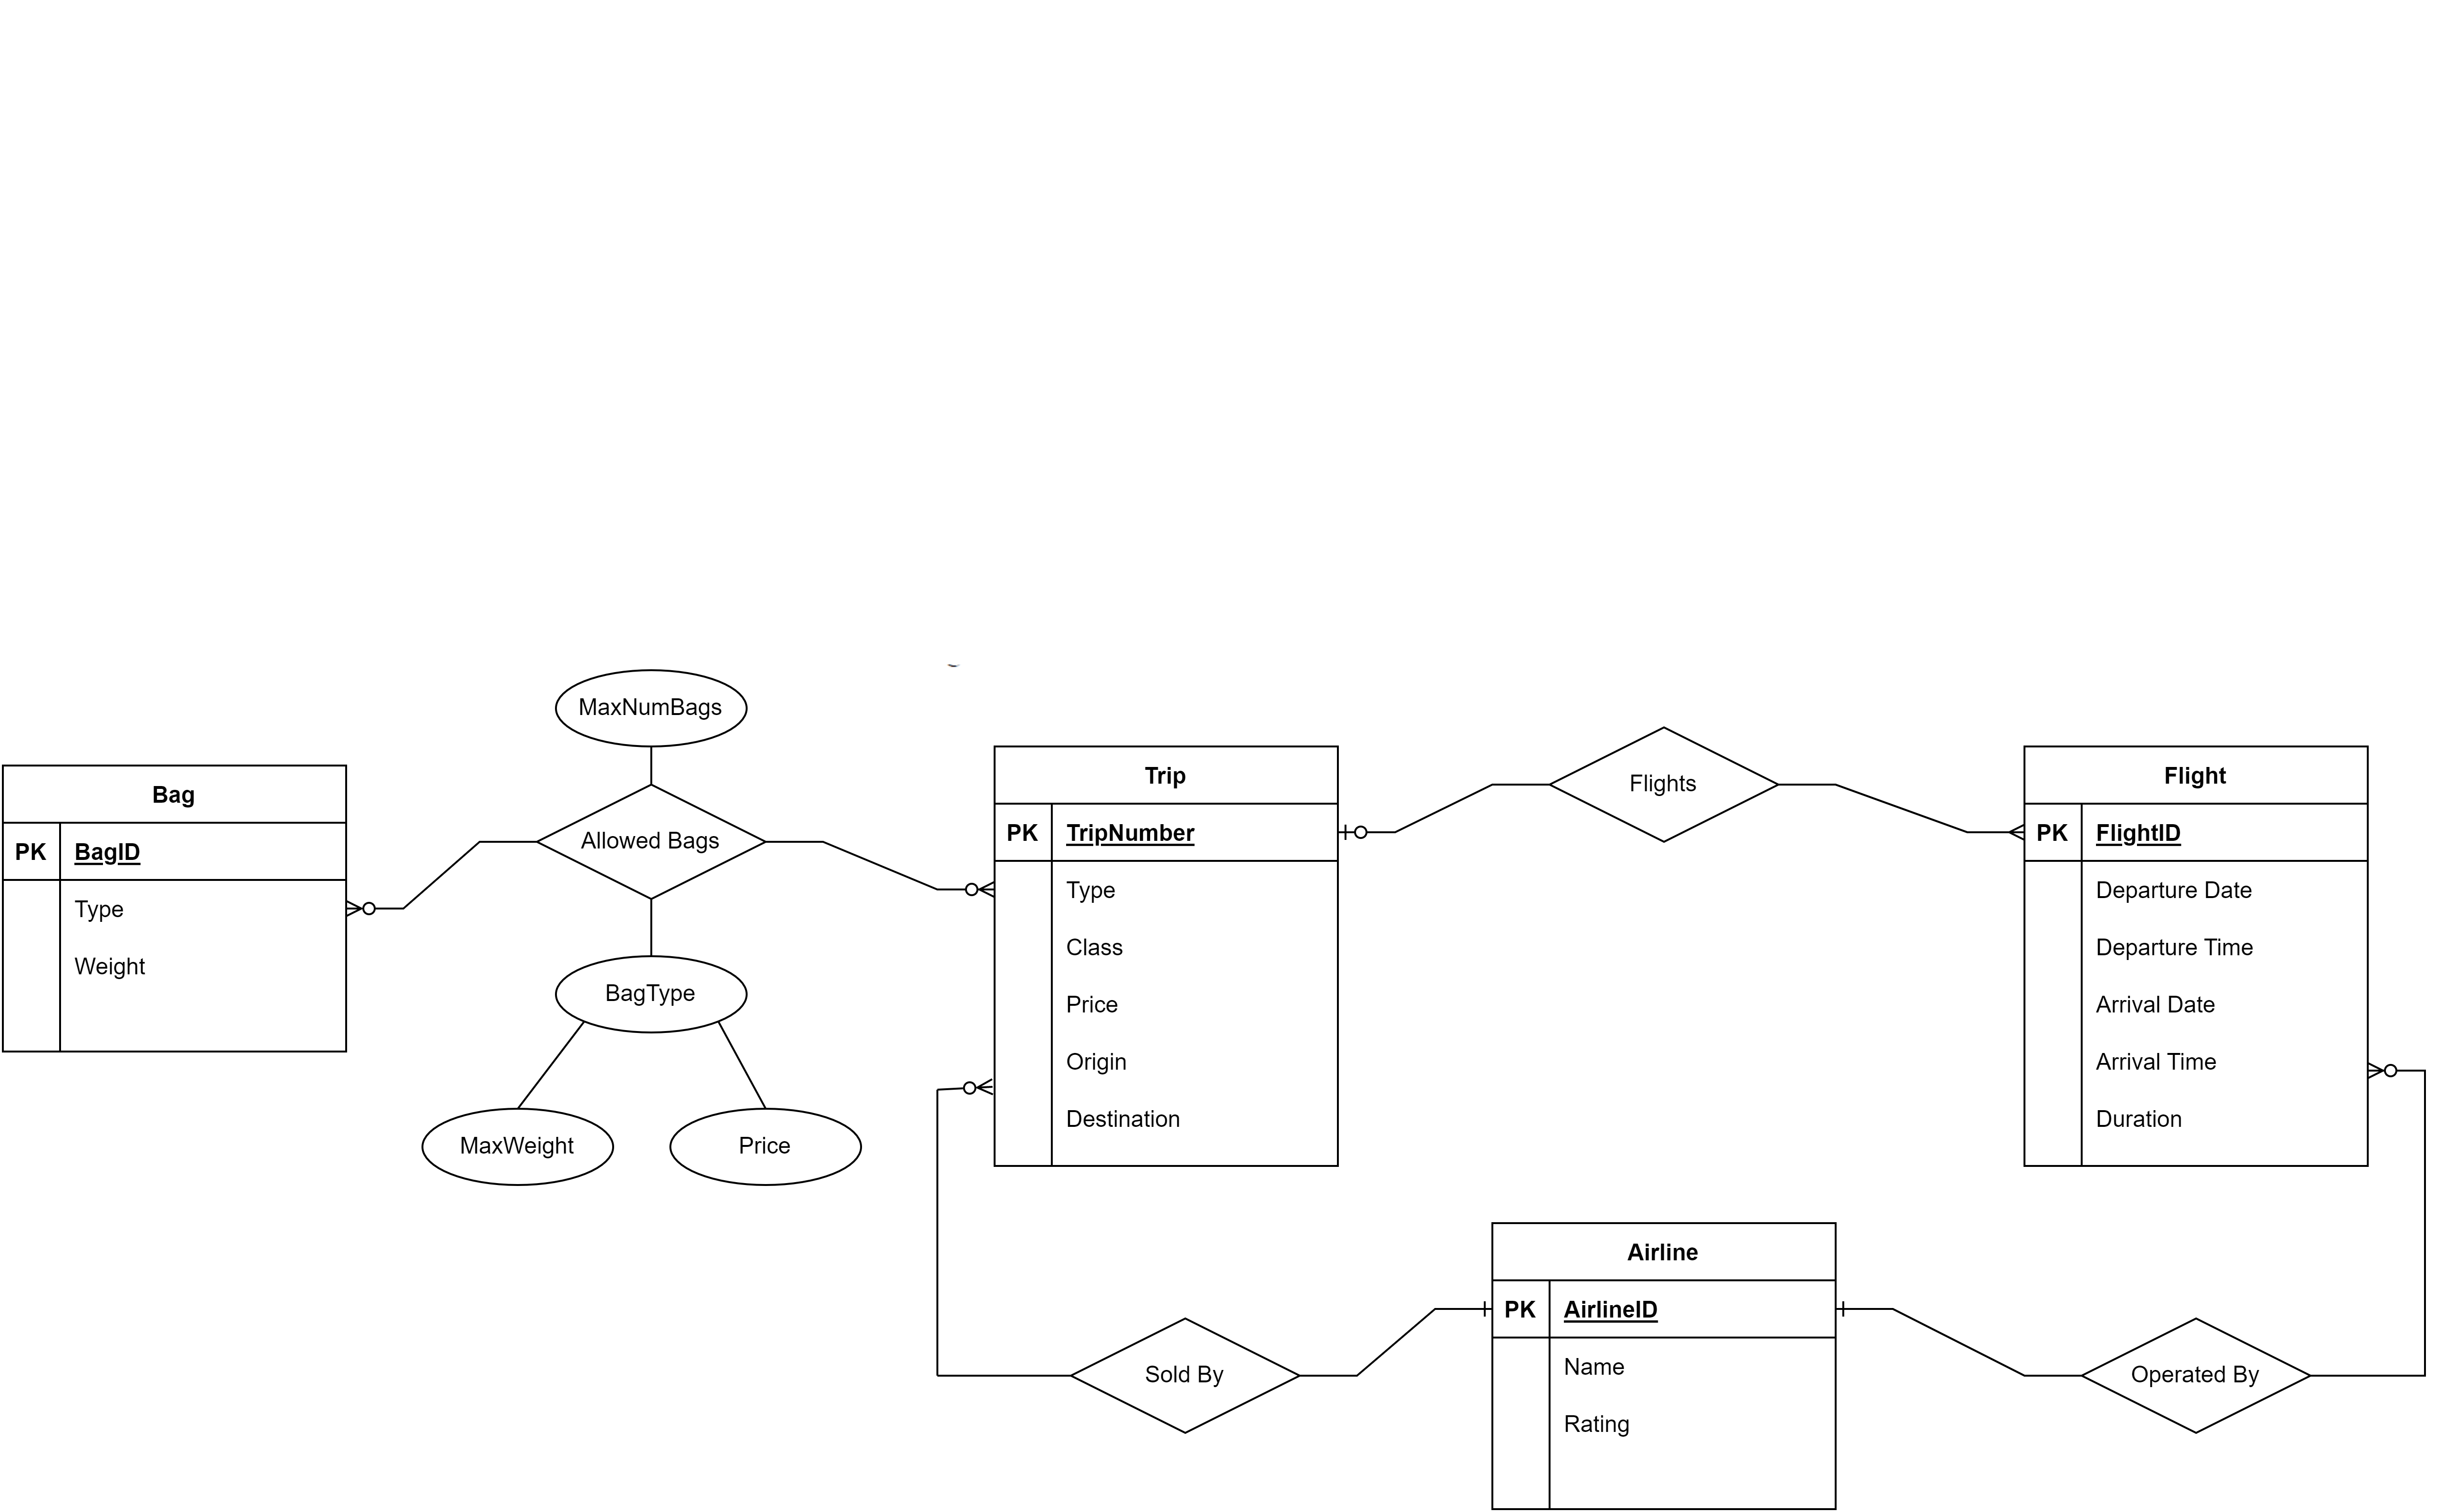 MaxNumBags
Bag
PK BagID
Type
Weight
Allowed Bags
BagType
MaxWeight
Price
Trip
PK TripNumber
Type
Class
Price
Origin
Destination
Flights
Flight
PK FlightID
Departure Date
Departure Time
Arrival Date
Arrival Time
Duration
Sold By
Airline
PK AirlineID
Name
Rating
Operated By